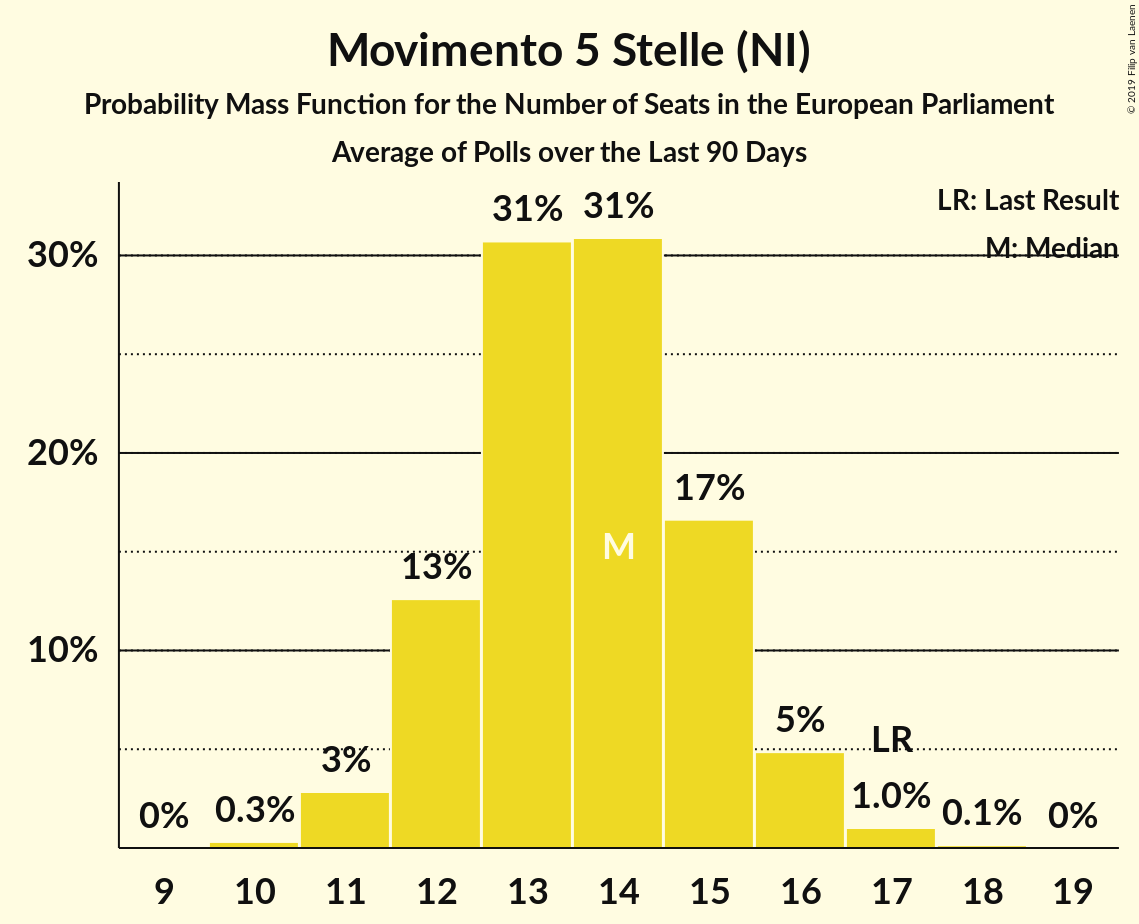 Movimento 5 Stelle (NI)
Probability Mass Function for the Number of Seats in the European Parliament
Average of Polls over the Last 90 Days
© 2019 Filip van Laenen
LR: Last Result
M: Median
30%
20%
10%
0%
0.3%
3%
13%
31%
31%
M
17%
5%
LR
1.0%
0.1%
0%
9 10 11 12 13 14 15 16 17 18 19